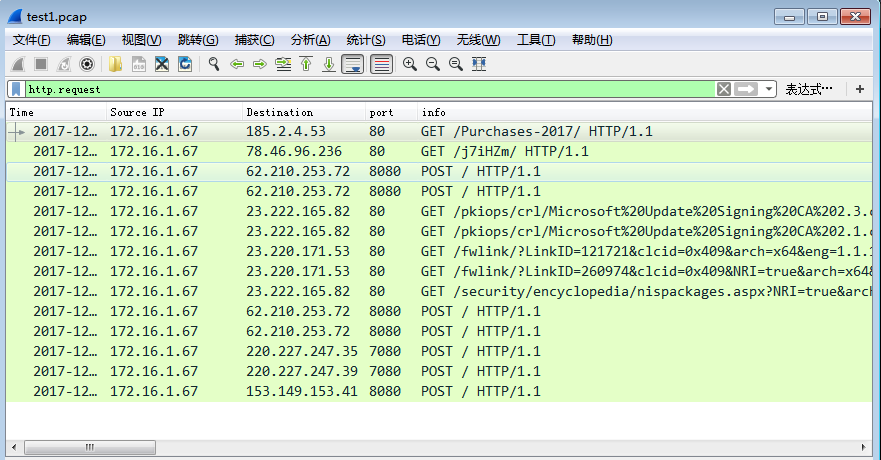 test1.pcap
文件(F) 编辑(E) 视图(V) 跳转(G) 捕获(C) 分析(A) 统计(S) 电话(Y) 无线(W) 工具(T) 帮助(H)
http.request 表达式… +
Time Source IP Destination port info
2017-12… 172.16.1.67 185.2.4.53 80 GET /Purchases-2017/ HTTP/1.1
2017-12… 172.16.1.67 78.46.96.236 80 GET /j7iHZm/ HTTP/1.1
2017-12… 172.16.1.67 62.210.253.72 8080 POST / HTTP/1.1
2017-12… 172.16.1.67 62.210.253.72 8080 POST / HTTP/1.1
2017-12… 172.16.1.67 23.222.165.82 80 GET /pkiops/crl/Microsoft%20Update%20Signing%20CA%202.3.c
2017-12… 172.16.1.67 23.222.165.82 80 GET /pkiops/crl/Microsoft%20Update%20Signing%20CA%202.1.c
2017-12… 172.16.1.67 23.220.171.53 80 GET /fwlink/?LinkID=121721&clcid=0x409&arch=x64&eng=1.1.1
2017-12… 172.16.1.67 23.220.171.53 80 GET /fwlink/?LinkID=260974&clcid=0x409&NRI=true&arch=x64&
2017-12… 172.16.1.67 23.222.165.82 80 GET /security/encyclopedia/nispackages.aspx?NRI=true&arc
2017-12… 172.16.1.67 62.210.253.72 8080 POST / HTTP/1.1
2017-12… 172.16.1.67 62.210.253.72 8080 POST / HTTP/1.1
2017-12… 172.16.1.67 220.227.247.35 7080 POST / HTTP/1.1
2017-12… 172.16.1.67 220.227.247.39 7080 POST / HTTP/1.1
2017-12… 172.16.1.67 153.149.153.41 8080 POST / HTTP/1.1